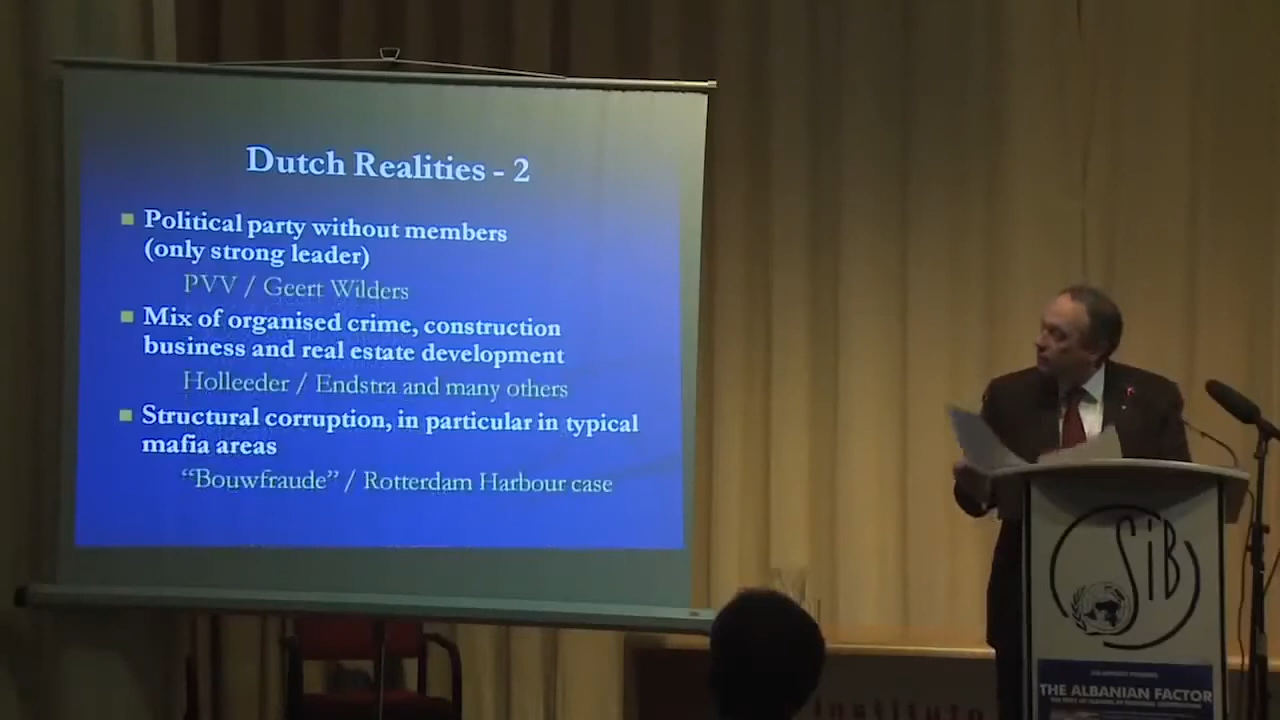 Dutch Realities - 2
Political party without members
(only strong leader)
PVV / Geert Wilders
Mix of organised crime, construction
business and real estate development
Holleeder / Endstra and many others
Structural corruption, in particular in typical
mafia areas
“Bouwfraude” / Rotterdam Harbour case
SiB
THE ALBANIAN FACTOR